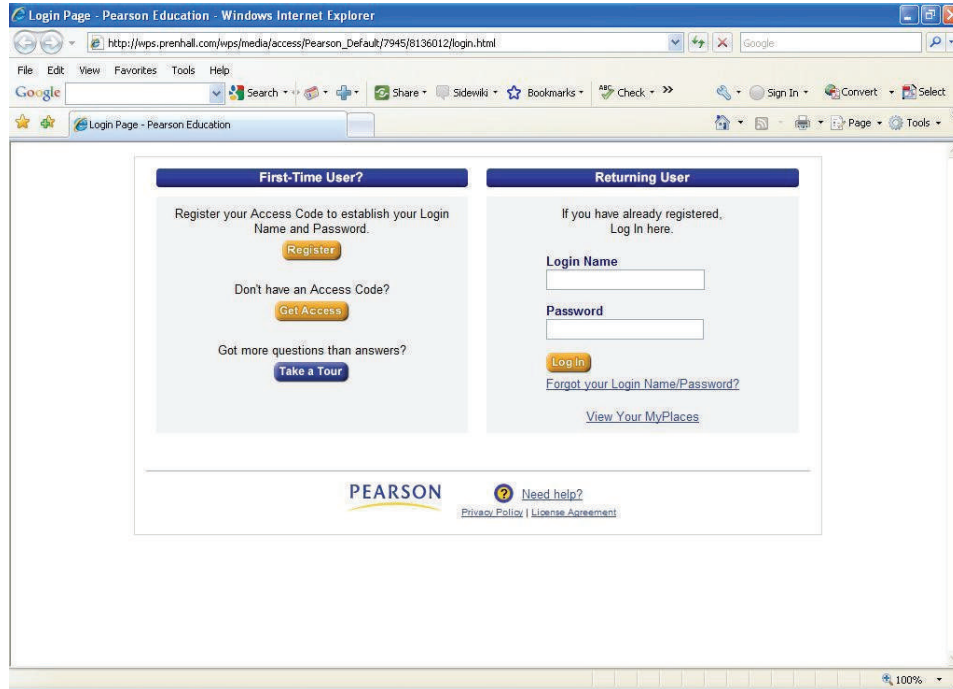 Login Page - Pearson Education - Windows Internet Explorer
http://wps.prenhall.com/wps/media/access/Pearson_Default/7945/8136012/login.html
Google
File Edit View Favorites Tools Help
Google Search Share Sidewiki Bookmarks ABC Check >> Sign In Convert Select
Login Page - Pearson Education Page Tools
First-Time User?
Register your Access Code to establish your Login
Name and Password.
Register
Don't have an Access Code?
Get Access
Got more questions than answers?
Take a Tour
Returning User
If you have already registered,
Log In here.
Login Name
Password
Log In
Forgot your Login Name/Password?
View Your MyPlaces
PEARSON
? Need help?
Privacy Policy | License Agreement
100%